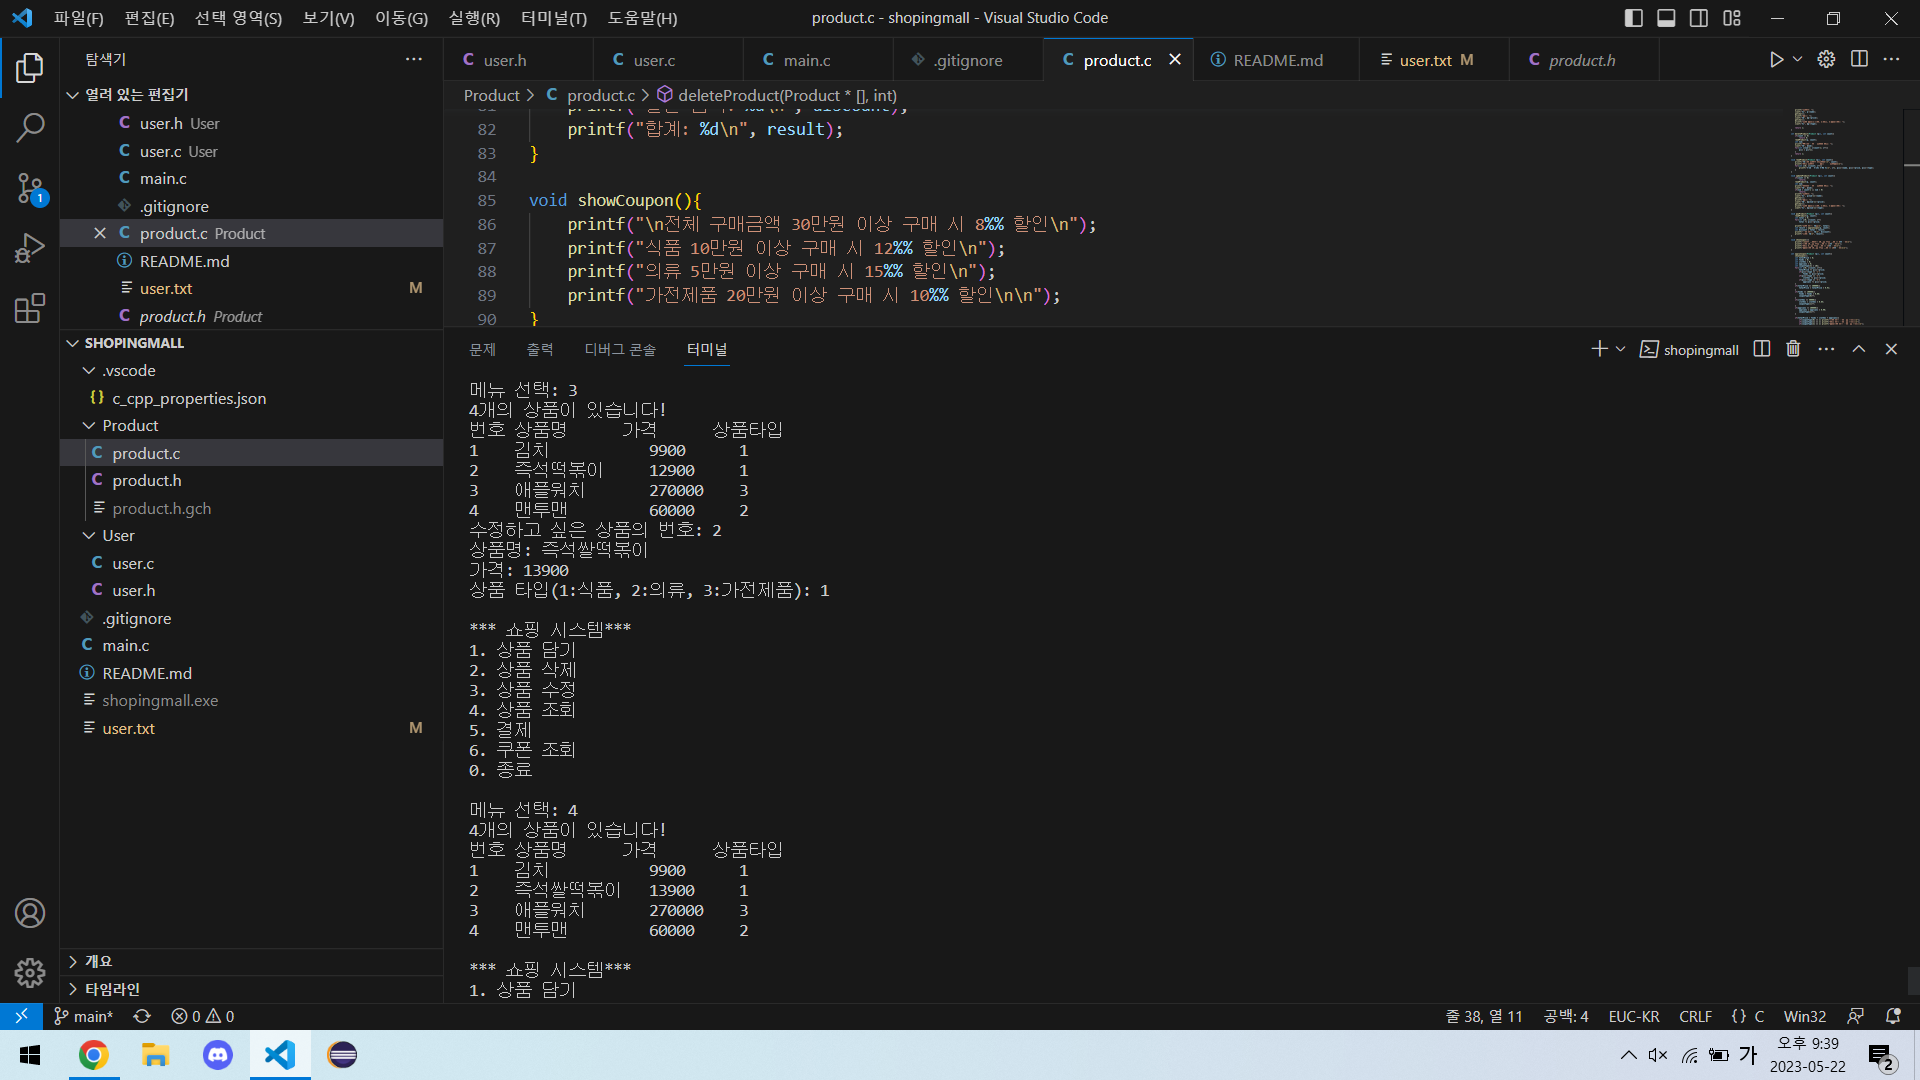 파일(F) 편집(E) 선택 영역(S) 보기(V) 이동(G) 실행(R) 터미널(T) 도움말(H) product.c - shopingmall - Visual Studio Code
탐색기
열려 있는 편집기
user.h User
user.c User
main.c
.gitignore
product.c Product
README.md
user.txt M
product.h Product
SHOPINGMALL
.vscode
c_cpp_properties.json
Product
product.c
product.h
product.h.gch
User
user.c
user.h
.gitignore
main.c
README.md
shopingmall.exe
user.txt M
개요
타임라인
user.h user.c main.c .gitignore product.c README.md user.txt M product.h
Product > product.c > deleteProduct(Product * [], int)
82 printf("합계: %d\n", result);
83 }
84
85 void showCoupon(){
86 printf("\n전체 구매금액 30만원 이상 구매 시 8%% 할인\n");
87 printf("식품 10만원 이상 구매 시 12%% 할인\n");
88 printf("의류 5만원 이상 구매 시 15%% 할인\n");
89 printf("가전제품 20만원 이상 구매 시 10%% 할인\n\n");
90 }
문제 출력 디버그 콘솔 터미널 shopingmall
메뉴 선택: 3
4개의 상품이 있습니다!
번호 상품명 가격 상품타입
1 김치 9900 1
2 즉석떡볶이 12900 1
3 애플워치 270000 3
4 맨투맨 60000 2
수정하고 싶은 상품의 번호: 2
상품명: 즉석쌀떡볶이
가격: 13900
상품 타입(1:식품, 2:의류, 3:가전제품): 1
*** 쇼핑 시스템***
1. 상품 담기
2. 상품 삭제
3. 상품 수정
4. 상품 조회
5. 결제
6. 쿠폰 조회
0. 종료
메뉴 선택: 4
4개의 상품이 있습니다!
번호 상품명 가격 상품타입
1 김치 9900 1
2 즉석쌀떡볶이 13900 1
3 애플워치 270000 3
4 맨투맨 60000 2
*** 쇼핑 시스템***
1. 상품 담기
main* 0 0 줄 38, 열 11 공백: 4 EUC-KR CRLF {} C Win32
가 오후 9:39
2023-05-22 2